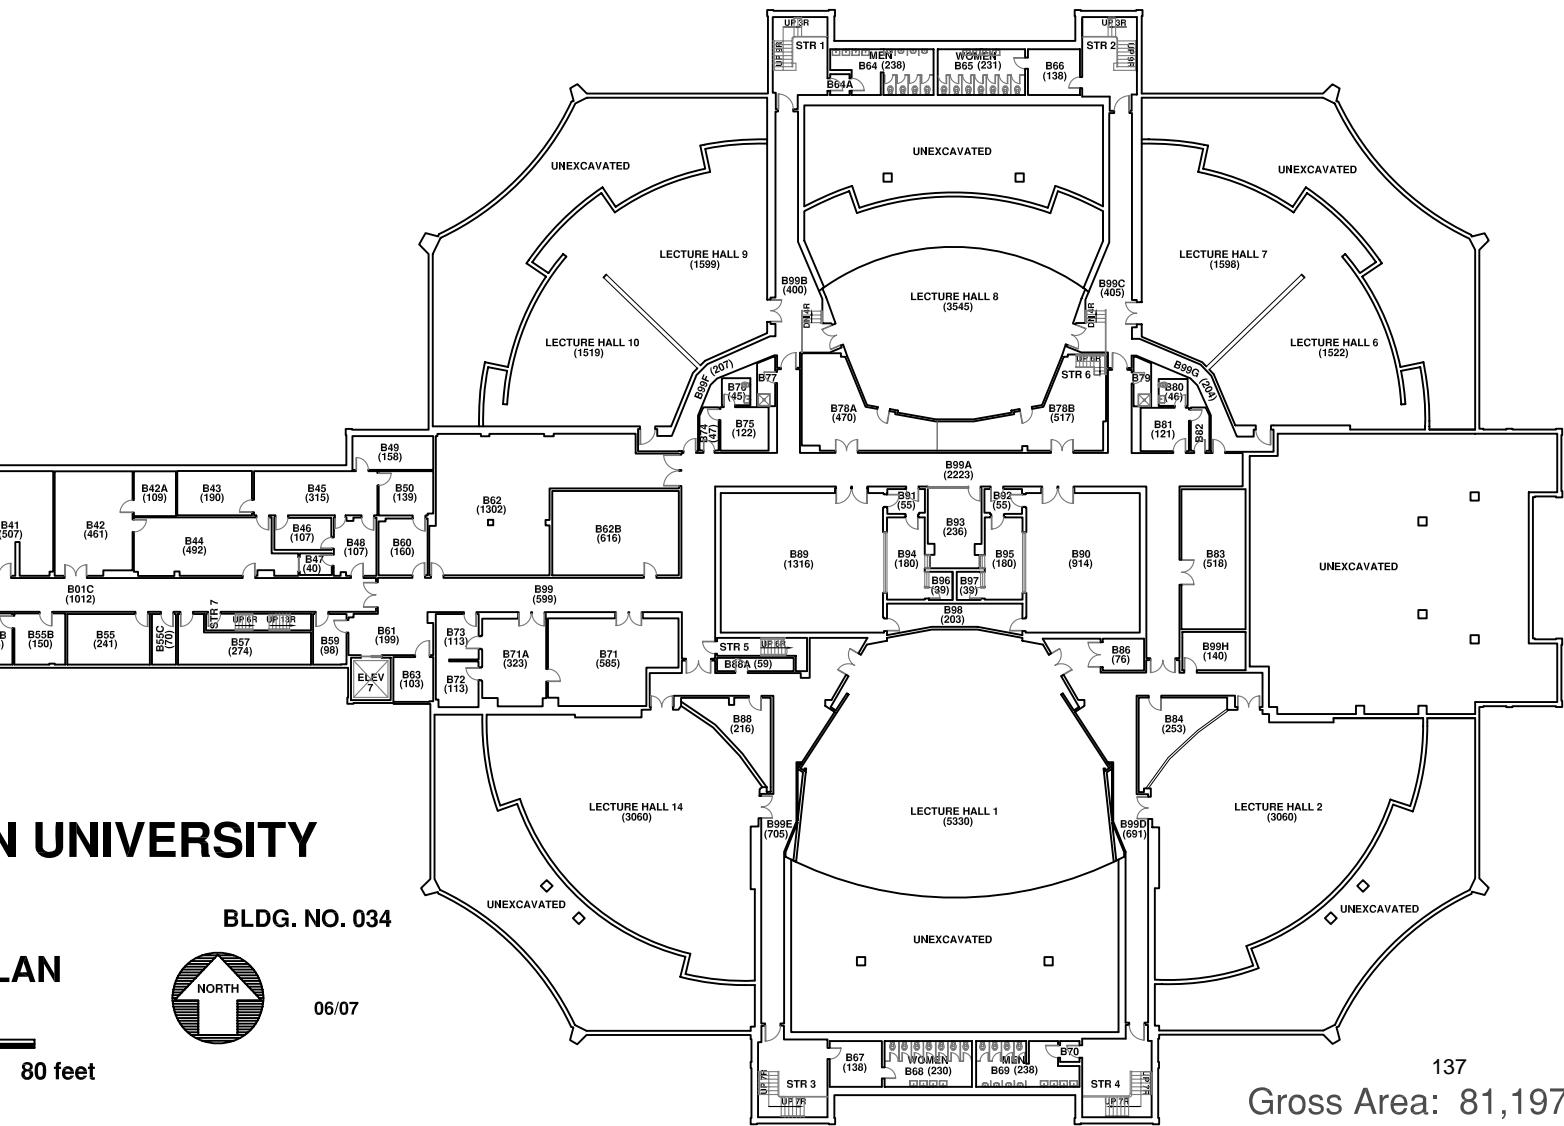 UP 3R
UP 3R
STR 1
UP 9R
MEN
B64 (238)
WOMEN
B65 (231)
B66
(138)
STR 2
UP 9R
B64A
UNEXCAVATED
UNEXCAVATED
UNEXCAVATED
LECTURE HALL 9
(1599)
LECTURE HALL 7
(1598)
B99B
(400)
B99C
(405)
LECTURE HALL 8
(3545)
DN 4R
DN 4R
LECTURE HALL 10
(1519)
LECTURE HALL 6
(1522)
B99F (207)
B77
B76
(45)
B74
(47)
B75
(122)
B78A
(470)
STR 6
UP 6R
B78B
(517)
B79
B80
(46)
B81
(121)
B82
B99G (204)
B49
(158)
B99A
(2223)
B41
(507)
B42
(461)
B42A
(109)
B43
(190)
B45
(315)
B50
(139)
B44
(492)
B46
(107)
B47
(40)
B48
(107)
B60
(160)
B62
(1302)
B62B
(616)
B89
(1316)
B91
(55)
B92
(55)
B93
(236)
B94
(180)
B95
(180)
B96
(39)
B97
(39)
B98
(203)
B90
(914)
B83
(518)
UNEXCAVATED
B01C
(1012)
B99
(599)
STR 7
UP 6R
UP 13R
B55B
(150)
B55
(241)
B55C
(70)
B57
(274)
B59
(98)
B61
(199)
ELEV
7
B63
(103)
B73
(113)
B72
(113)
B71A
(323)
B71
(585)
STR 5
UP 6R
B88A (59)
B86
(76)
B99H
(140)
B88
(216)
B84
(253)
LECTURE HALL 14
(3060)
LECTURE HALL 1
(5330)
LECTURE HALL 2
(3060)
B99E
(705)
B99D
(691)
N UNIVERSITY
UNEXCAVATED
UNEXCAVATED
UNEXCAVATED
BLDG. NO. 034
LAN
NORTH
06/07
80 feet
UP 7R
STR 3
UP 7R
B67
(138)
WOMEN
B68 (230)
MEN
B69 (238)
B70
STR 4
UP 7R
UP 7R
137
Gross Area: 81,197